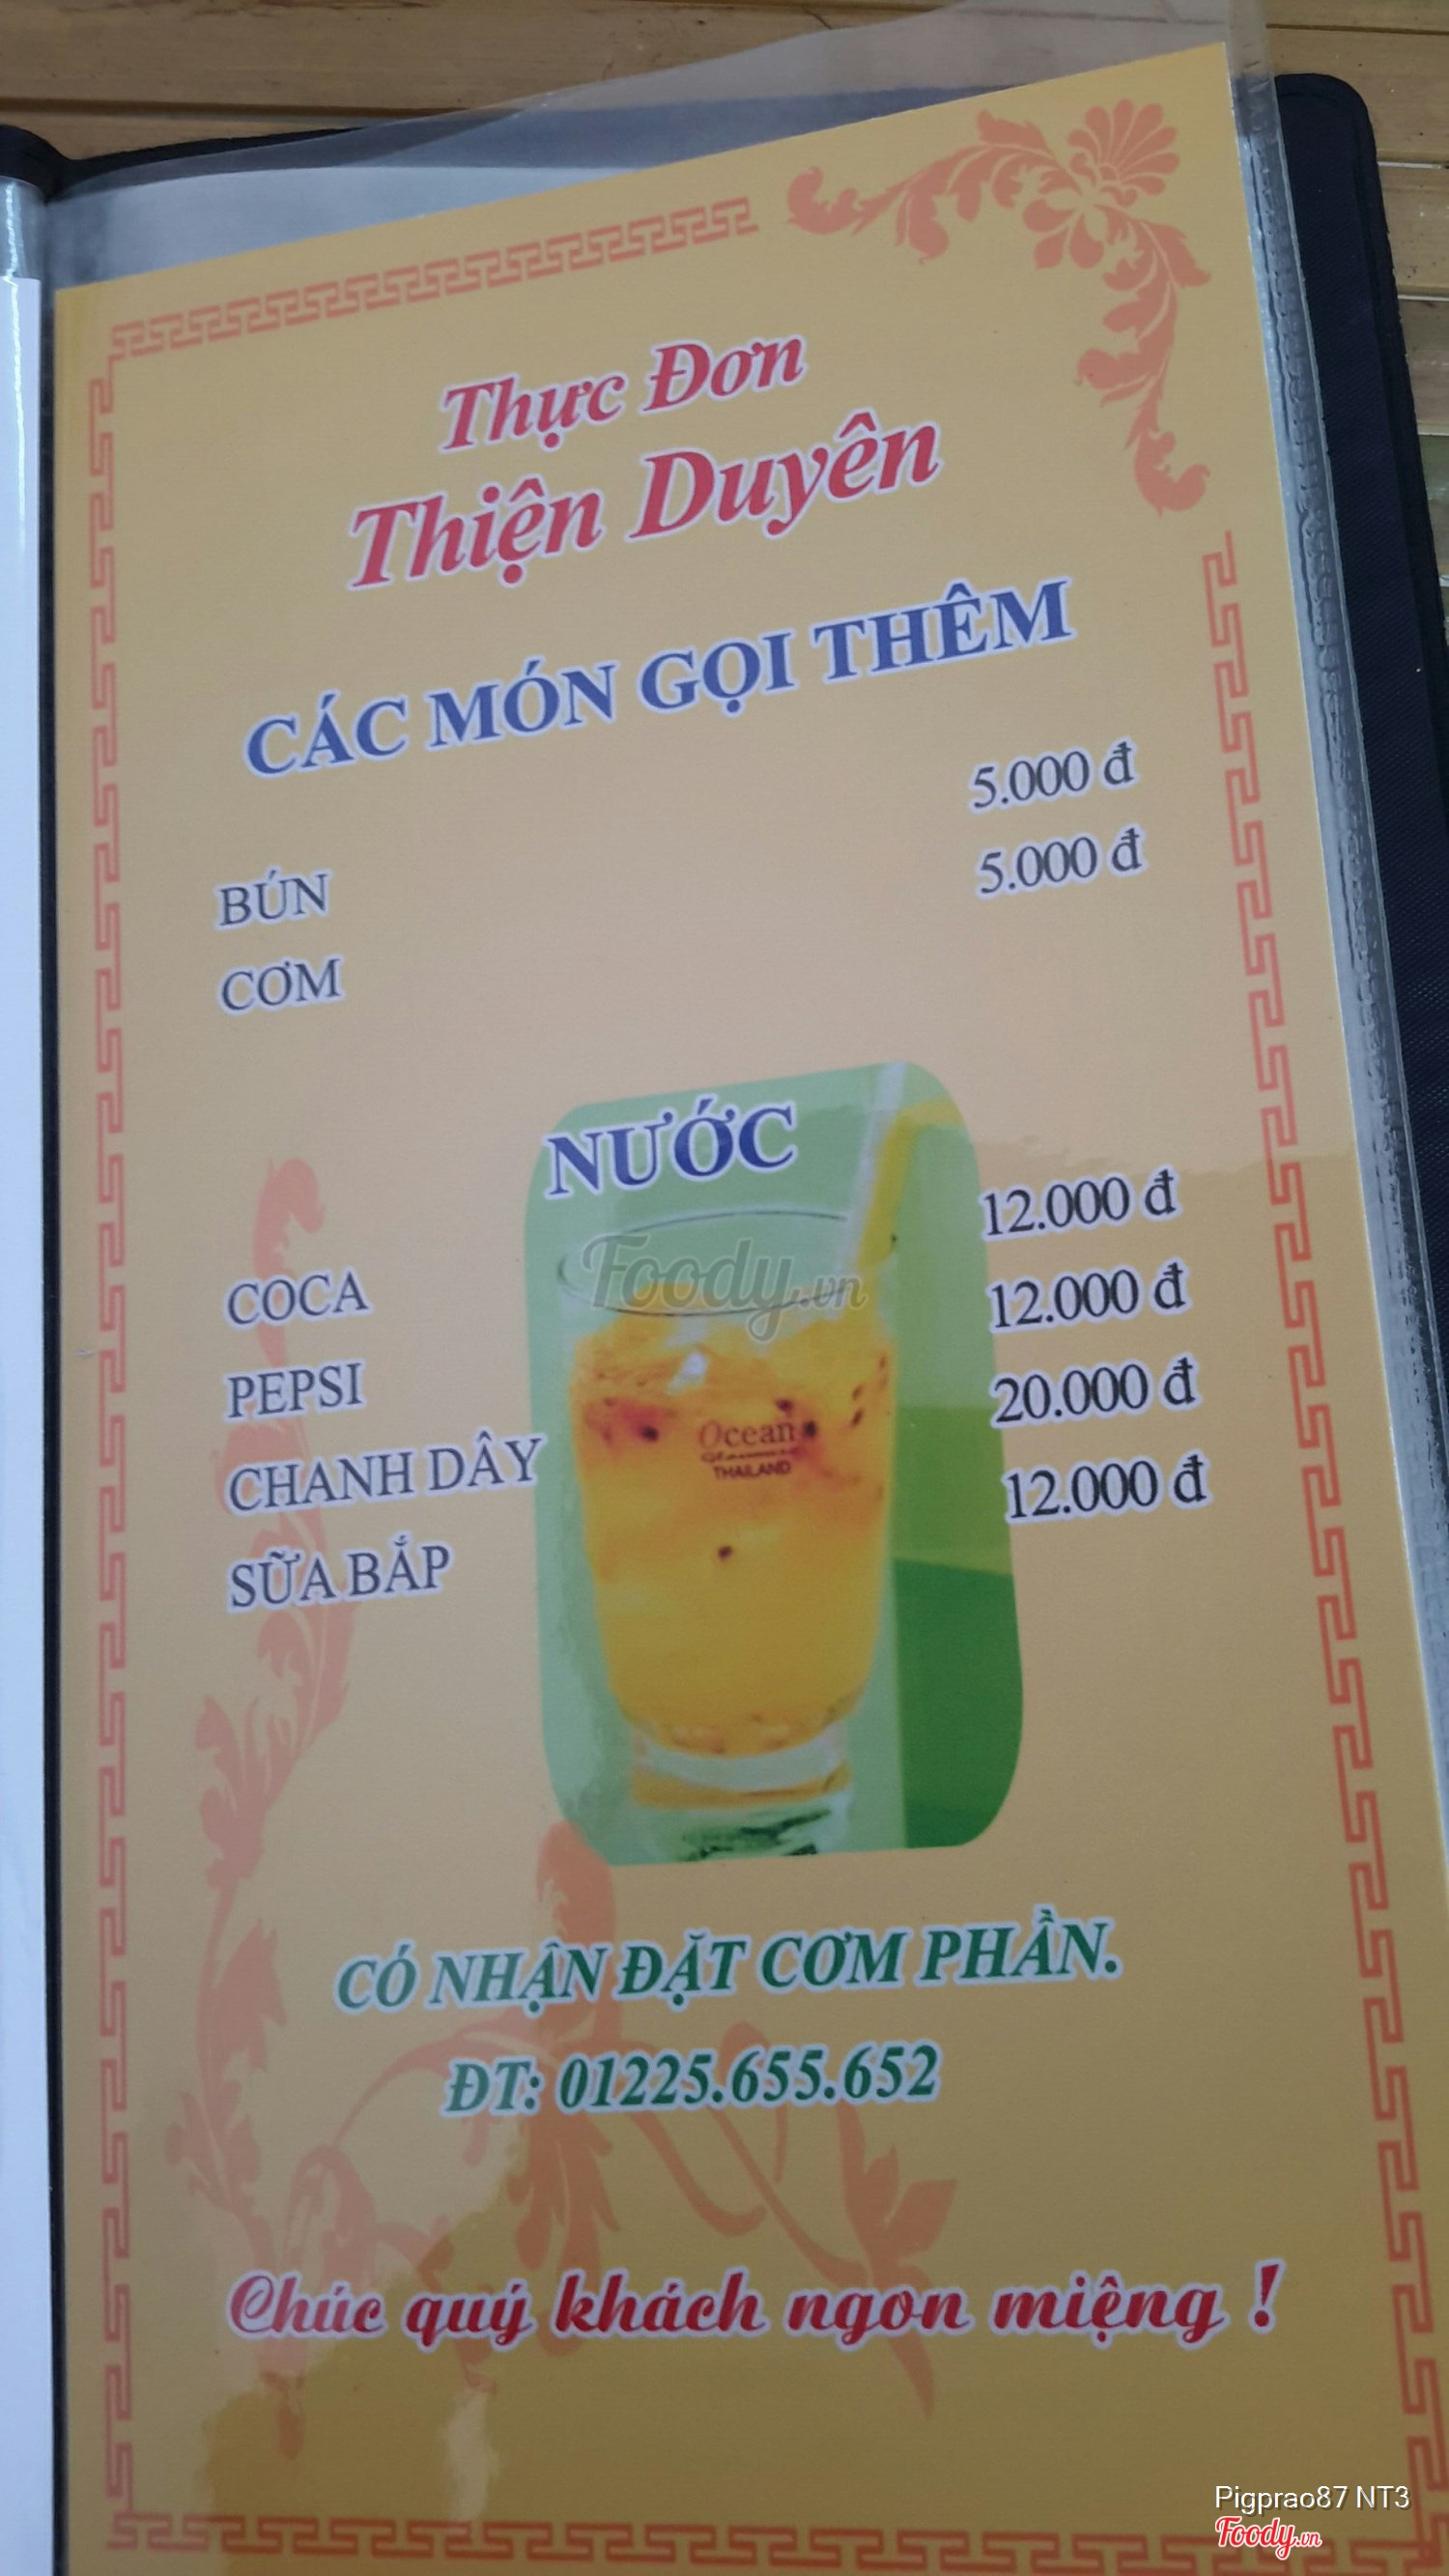 Thực Đơn
Thiện Duyên
CÁC MÓN GỌI THÊM
BÚN 5.000 đ
CƠM 5.000 đ
NƯỚC
COCA 12.000 đ
PEPSI 12.000 đ
CHANH DÂY 20.000 đ
SỮA BẮP 12.000 đ
Foody.vn
Ocean
THAILAND
CÓ NHẬN ĐẶT CƠM PHẦN.
ĐT: 01225.655.652
Chúc quý khách ngon miệng !
Pigprao87 NT3
Foody.vn